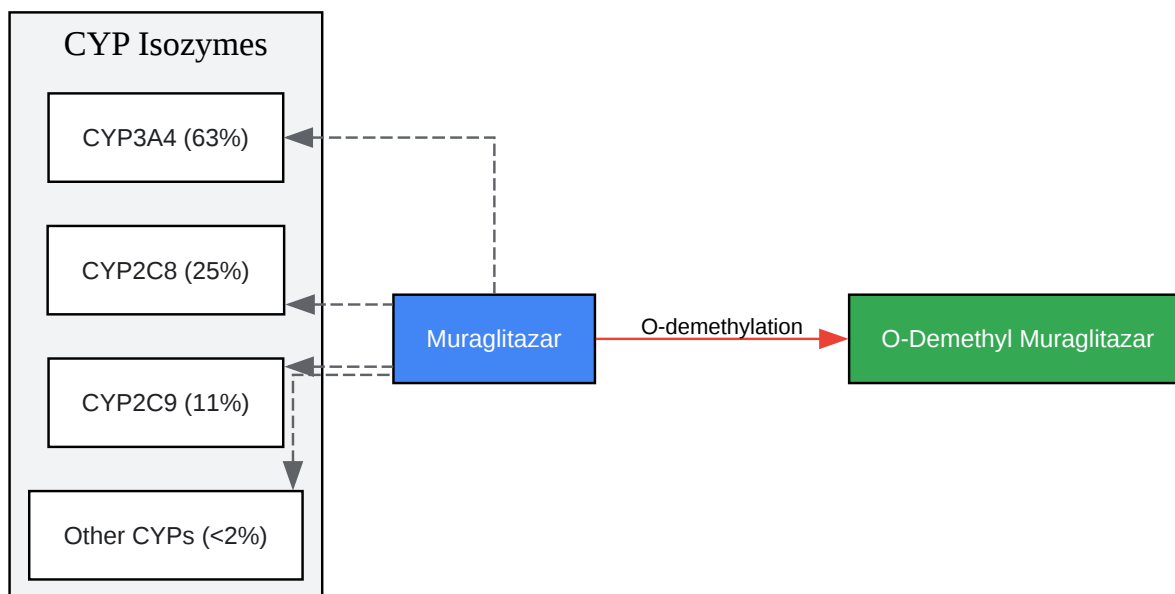 CYP Isozymes
CYP3A4 (63%)
CYP2C8 (25%)
CYP2C9 (11%)
Other CYPs (<2%)
Muraglitazar
O-demethylation
O-Demethyl Muraglitazar